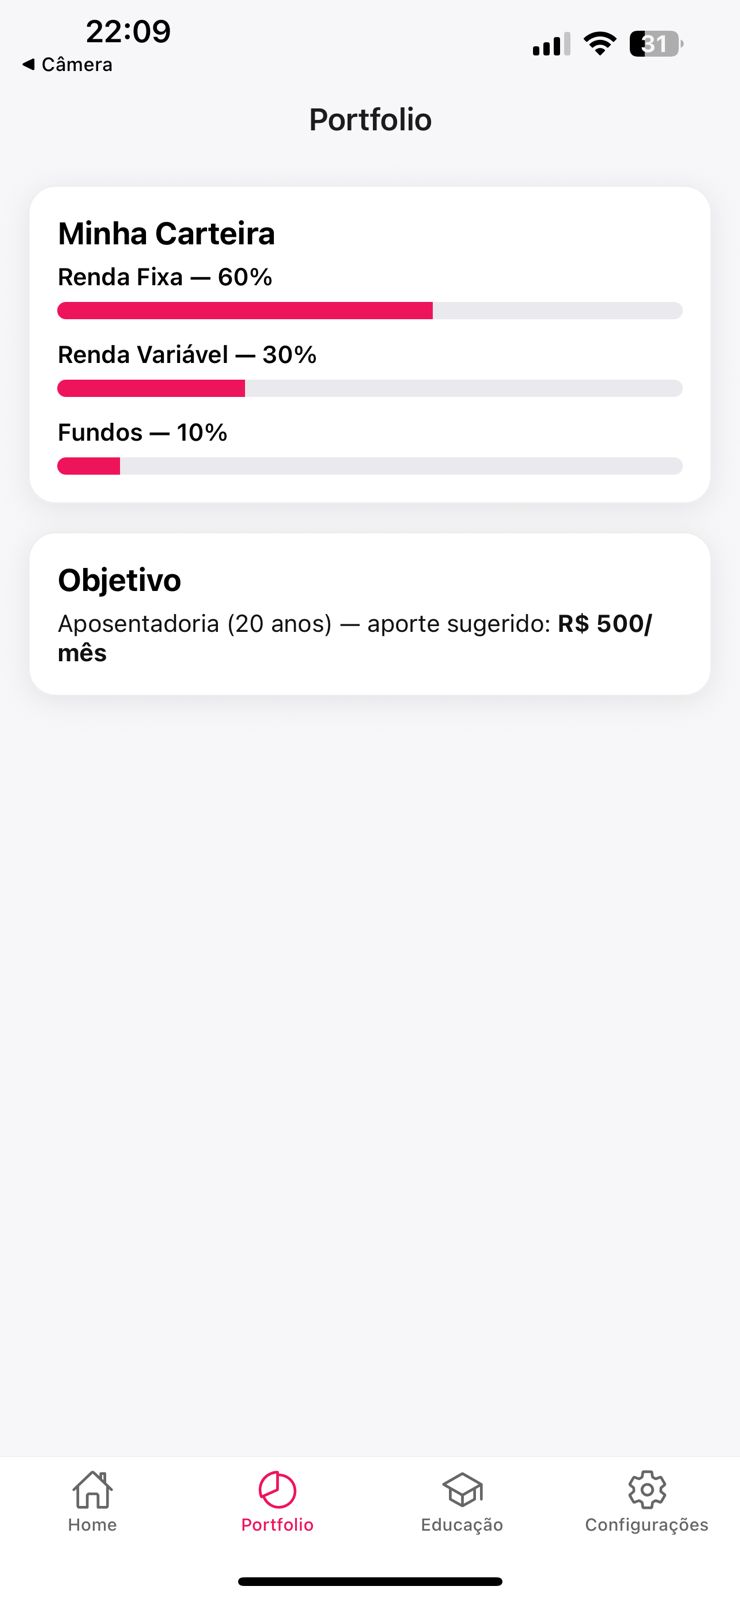 22:09
◀ Câmera
31
Portfolio
Minha Carteira
Renda Fixa — 60%
Renda Variável — 30%
Fundos — 10%
Objetivo
Aposentadoria (20 anos) — aporte sugerido: R$ 500/
mês
Home
Portfolio
Educação
Configurações